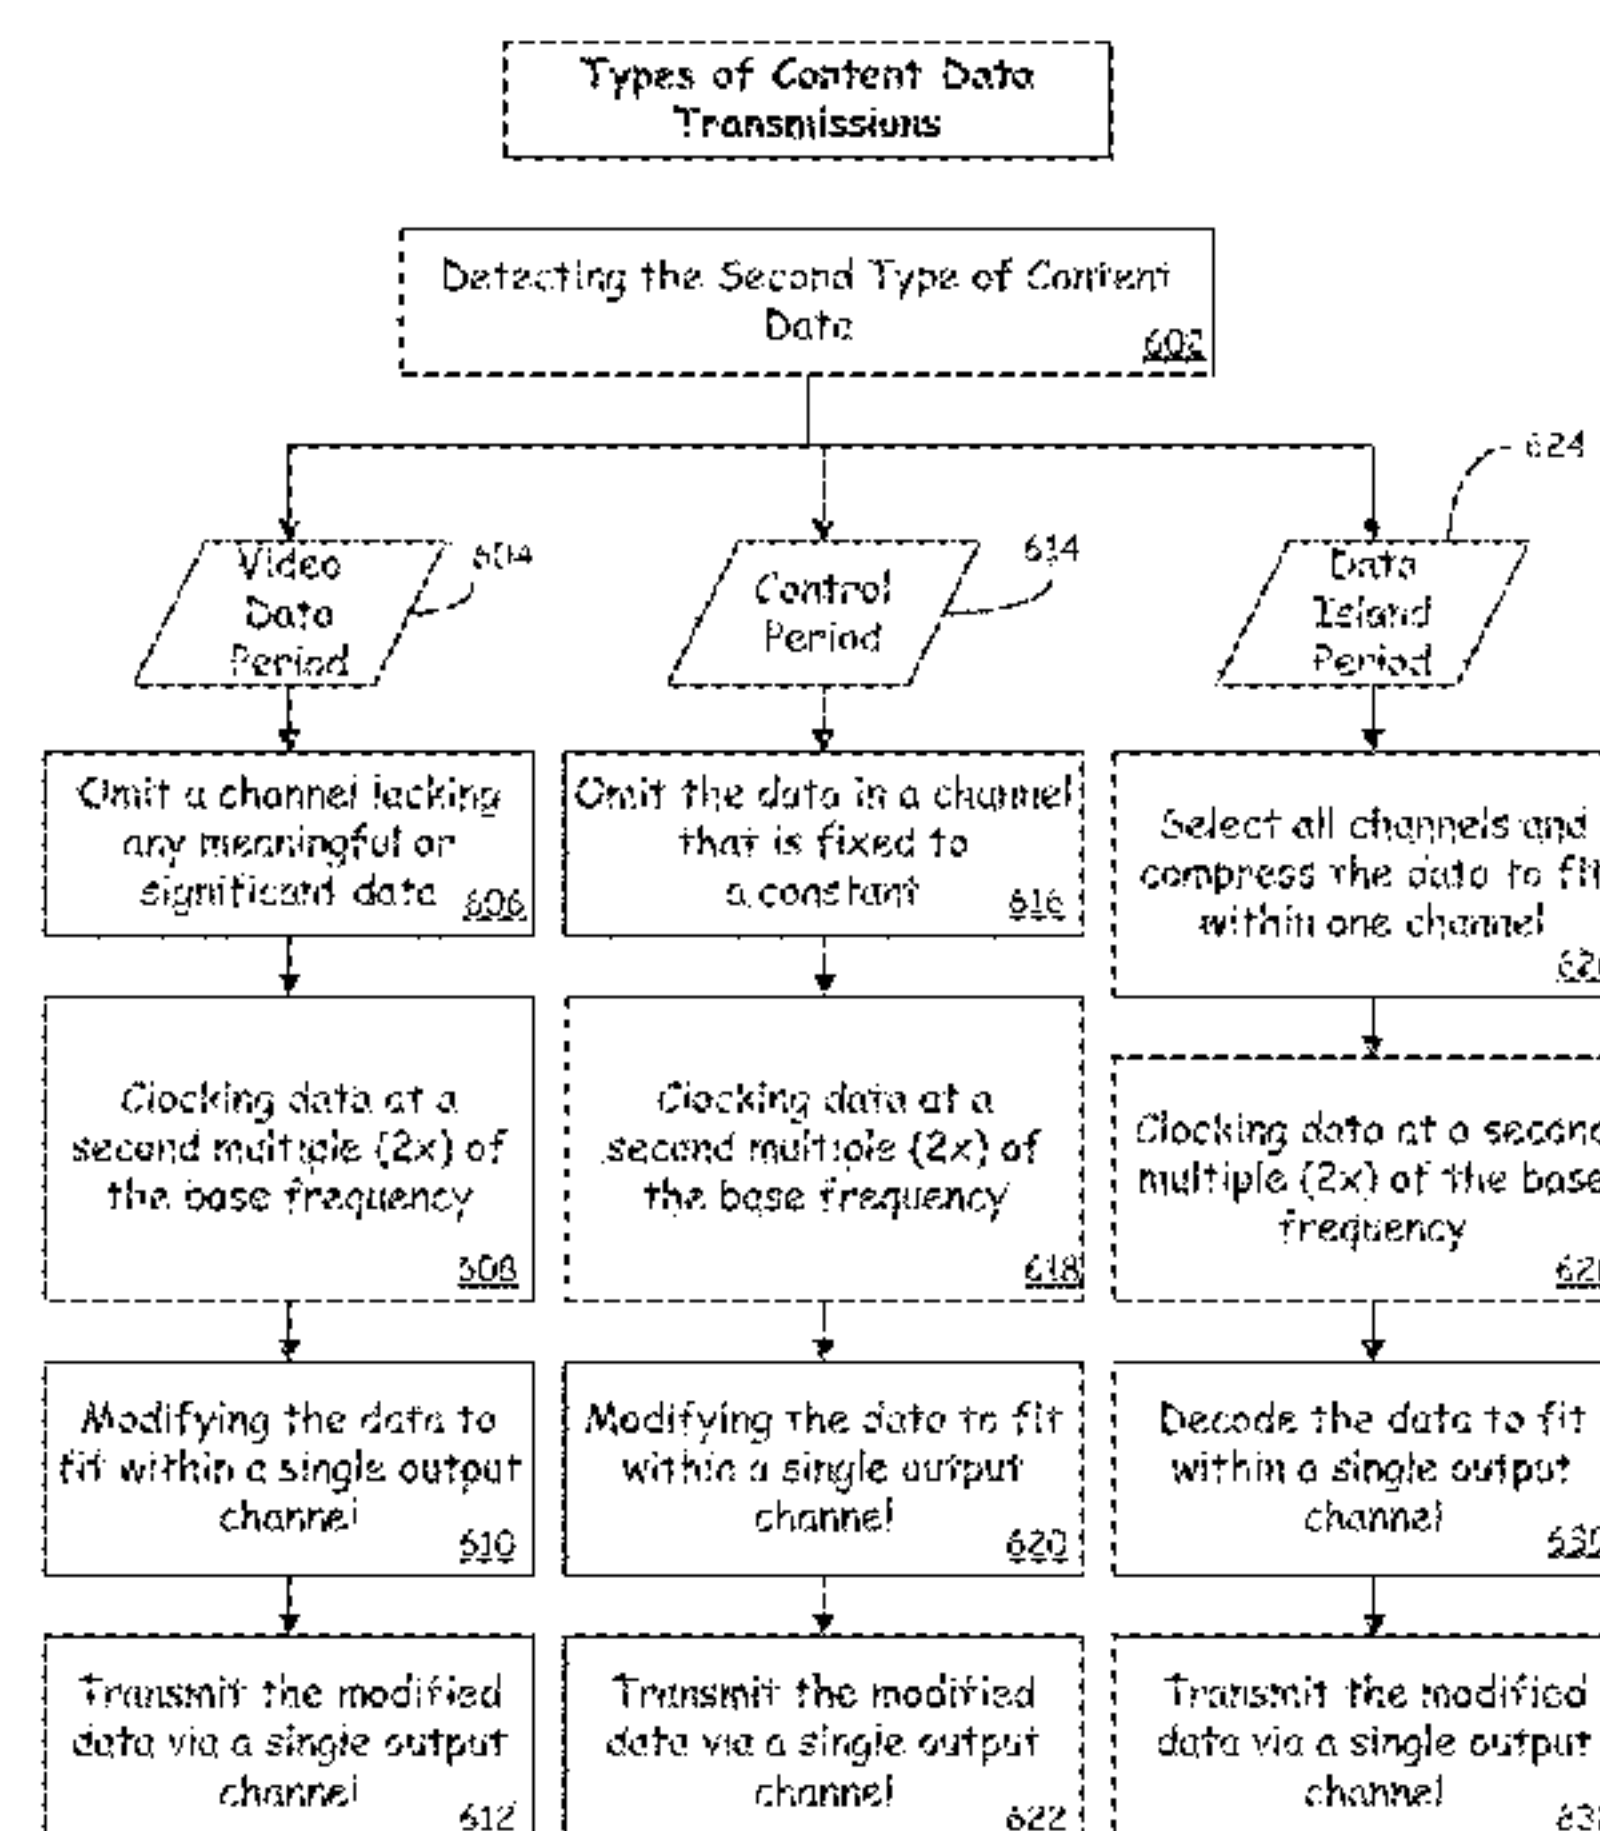 Types of Content Data
Transmissions
Detecting the Second Type of Content
Data
602
624
Video
Data
Period
604
Control
Period
614
Data
Island
Period
Omit a channel lacking
any meaningful or
significant data
606
Omit the data in a channel
that is fixed to
a constant
616
Select all channels and
compress the data to fit
within one channel
Clocking data at a
second multiple (2x) of
the base frequency
608
Clocking data at a
second multiple (2x) of
the base frequency
618
Clocking data at a second
multiple (2x) of the base
frequency
Modifying the data to
fit within a single output
channel
610
Modifying the data to fit
within a single output
channel
620
Decode the data to fit
within a single output
channel
630
Transmit the modified
data via a single output
channel
612
Transmit the modified
data via a single output
channel
622
Transmit the modified
data via a single output
channel